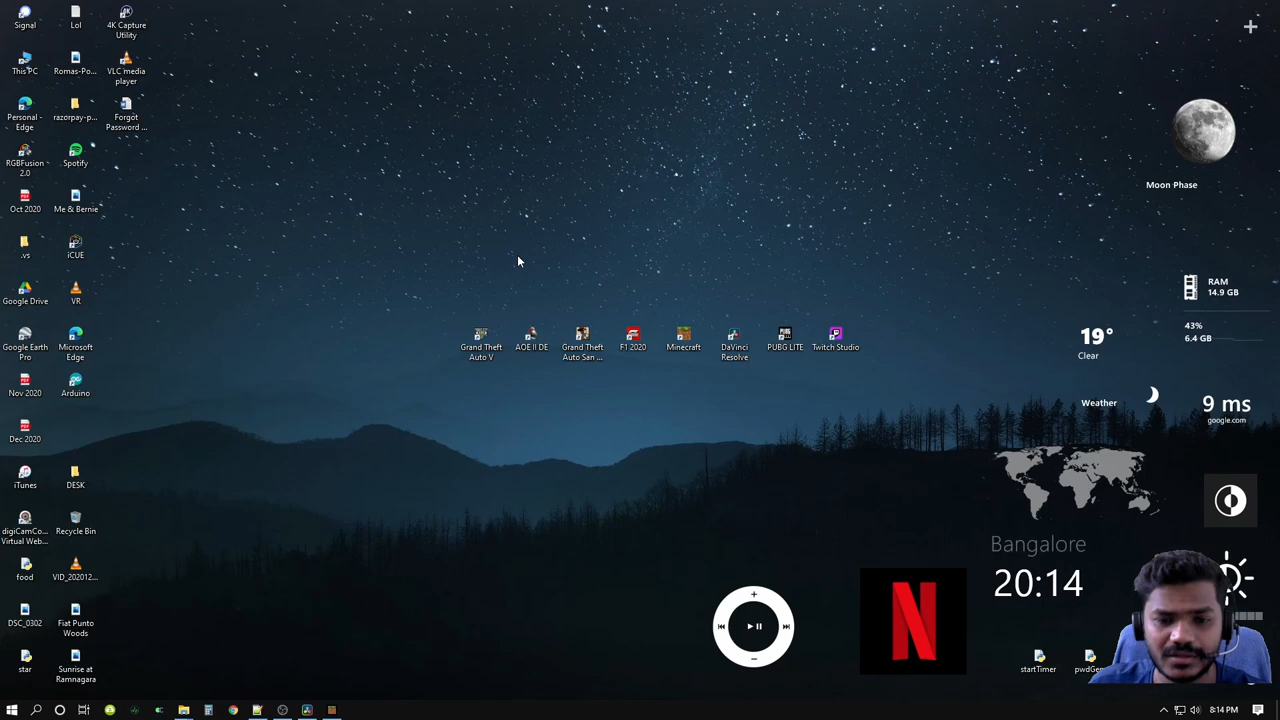 Signal
Lol
4K Capture
Utility
This PC
Romas-Po...
VLC media
player
Personal -
Edge
razorpay-p...
Forgot
Password ...
RGBFusion
2.0
Spotify
Oct 2020
Me & Bernie
.vs
iCUE
Google Drive
VR
Google Earth
Pro
Microsoft
Edge
Nov 2020
Arduino
Dec 2020
iTunes
DESK
digiCamCo...
Virtual Web...
Recycle Bin
food
VID_202012...
DSC_0302
Fiat Punto
Woods
star
Sunrise at
Ramnagara
Grand Theft
Auto V
AOE II DE
Grand Theft
Auto San ...
F1 2020
Minecraft
DaVinci
Resolve
PUBG LITE
Twitch Studio
Moon Phase
RAM
14.9 GB
43%
6.4 GB
19°
Clear
Weather
9 ms
google.com
Bangalore
20:14
N
startTimer
8:14 PM